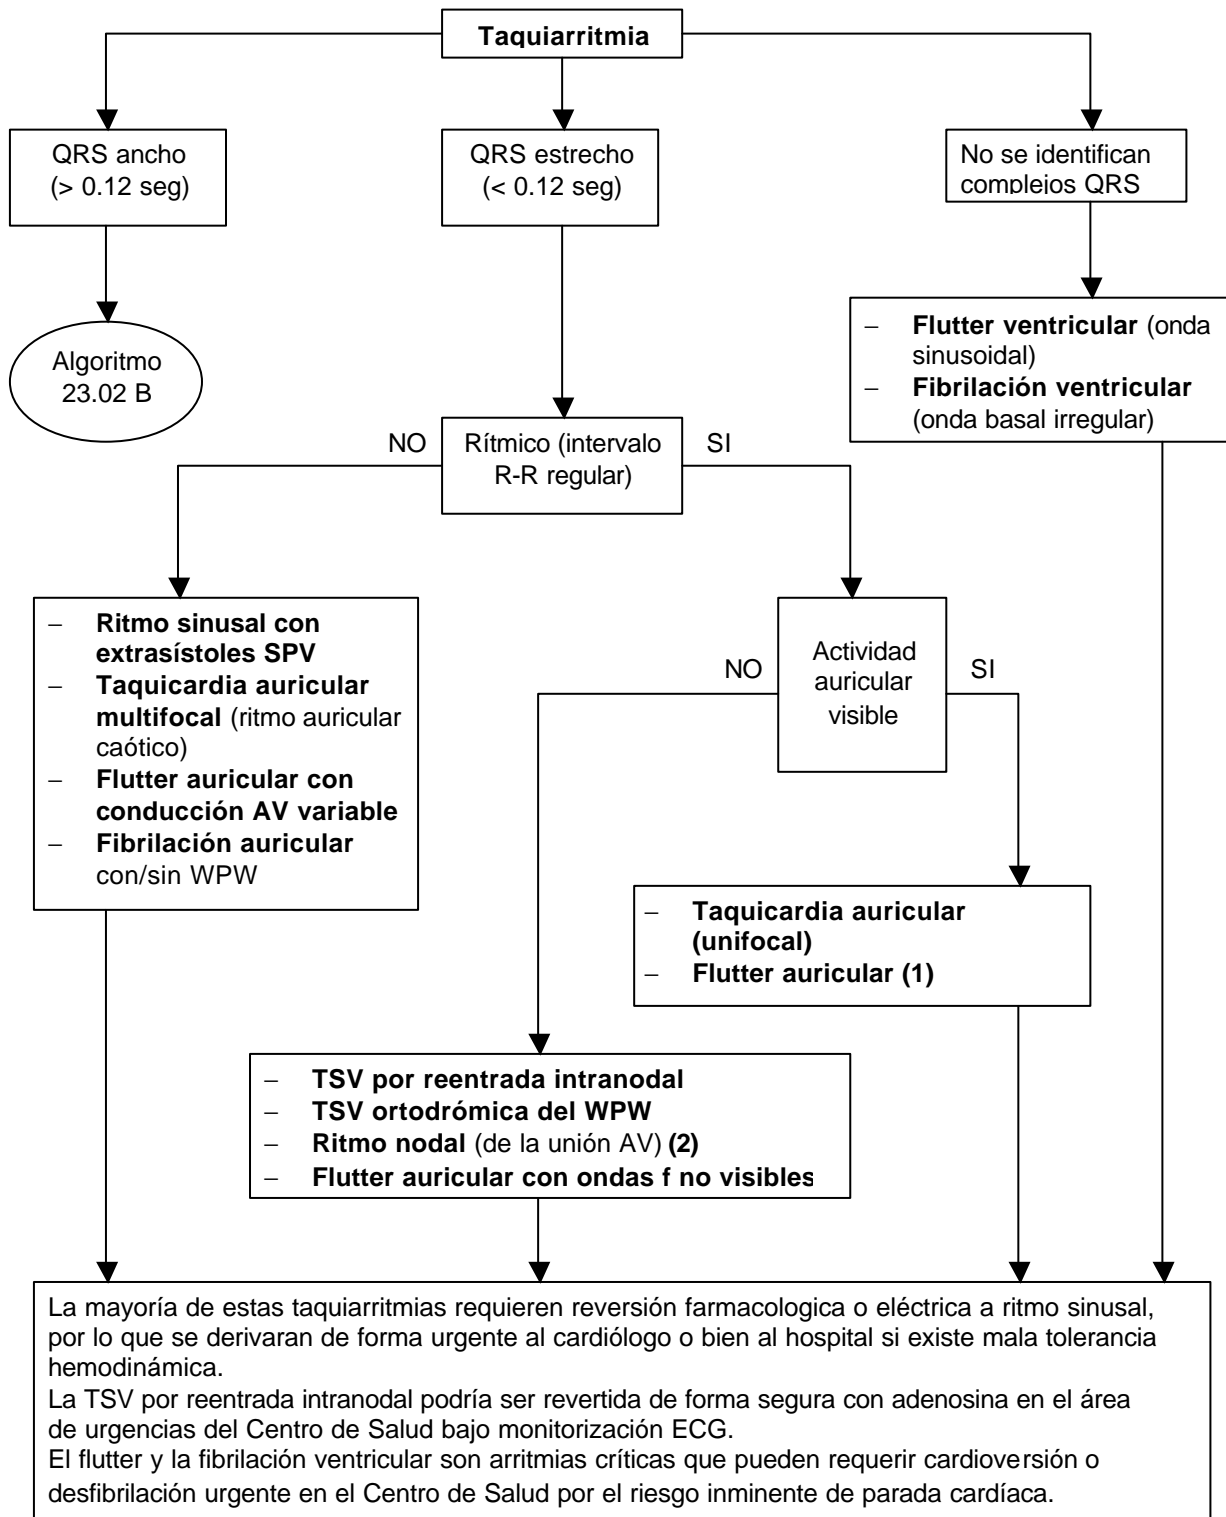 Taquiarritmia
QRS ancho
(> 0.12 seg)
QRS estrecho
(< 0.12 seg)
No se identifican
complejos QRS
Algoritmo
23.02 B
– Flutter ventricular (onda
sinusoidal)
– Fibrilación ventricular
(onda basal irregular)
NO
Rítmico (intervalo
R-R regular)
SI
– Ritmo sinusal con
extrasístoles SPV
– Taquicardia auricular
multifocal (ritmo auricular
caótico)
– Flutter auricular con
conducción AV variable
– Fibrilación auricular
con/sin WPW
NO
Actividad
auricular
visible
SI
– Taquicardia auricular
(unifocal)
– Flutter auricular (1)
– TSV por reentrada intranodal
– TSV ortodrómica del WPW
– Ritmo nodal (de la unión AV) (2)
– Flutter auricular con ondas f no visibles
La mayoría de estas taquiarritmias requieren reversión farmacologica o eléctrica a ritmo sinusal,
por lo que se derivaran de forma urgente al cardiólogo o bien al hospital si existe mala tolerancia
hemodinámica.
La TSV por reentrada intranodal podría ser revertida de forma segura con adenosina en el área
de urgencias del Centro de Salud bajo monitorización ECG.
El flutter y la fibrilación ventricular son arritmias críticas que pueden requerir cardioversión o
desfibrilación urgente en el Centro de Salud por el riesgo inminente de parada cardíaca.